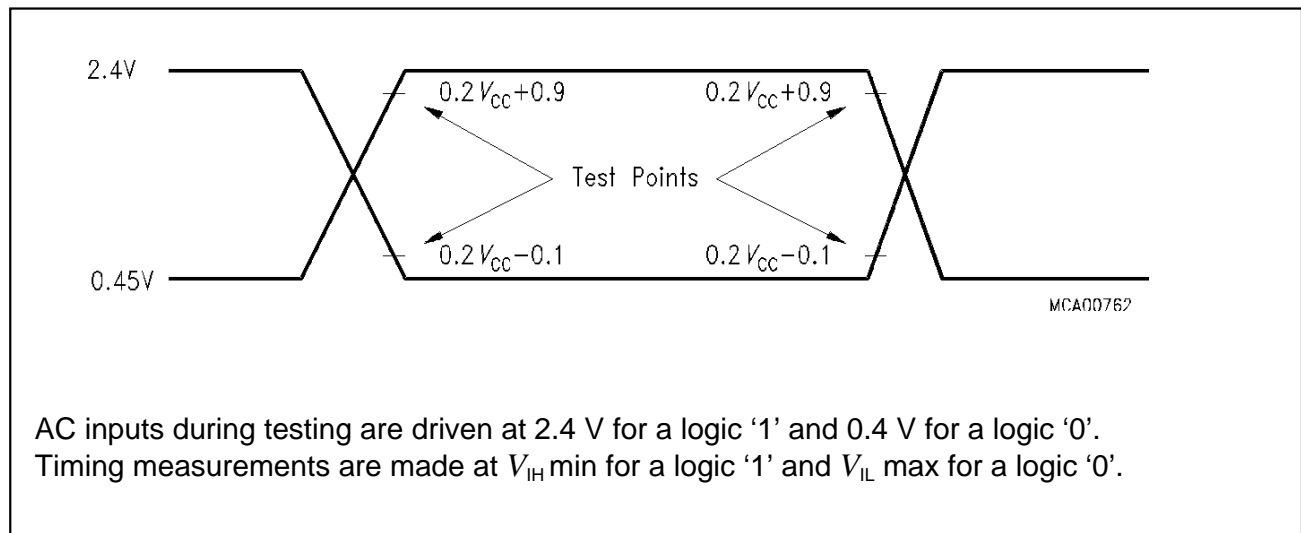 2.4V
0.2 VCC+0.9 0.2 VCC+0.9
Test Points
0.2 VCC−0.1 0.2 VCC−0.1
0.45V
MCA00762
AC inputs during testing are driven at 2.4 V for a logic ‘1’ and 0.4 V for a logic ‘0’.
Timing measurements are made at VIH min for a logic ‘1’ and VIL max for a logic ‘0’.